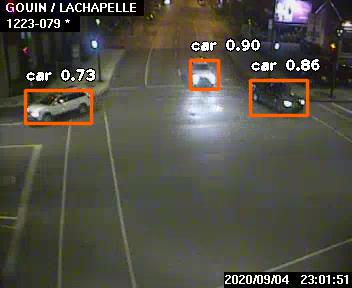 GOUIN / LACHAPELLE
1223-079 *
car 0.90
car 0.73
car 0.86
2020/09/04 23:01:51